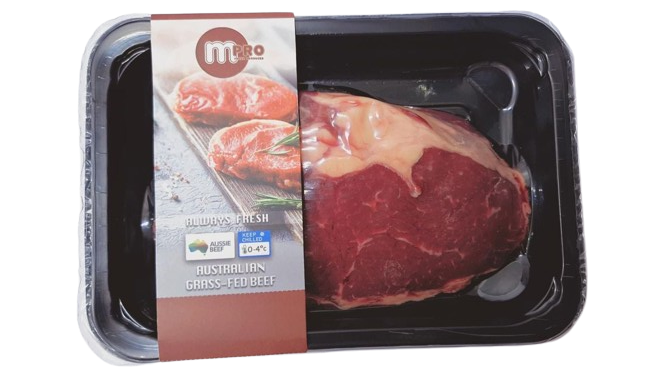 mPRO
ALWAYS FRESH
AUSSIE
BEEF
KEEP
CHILLED
0-4°C
AUSTRALIAN
GRASS-FED BEEF